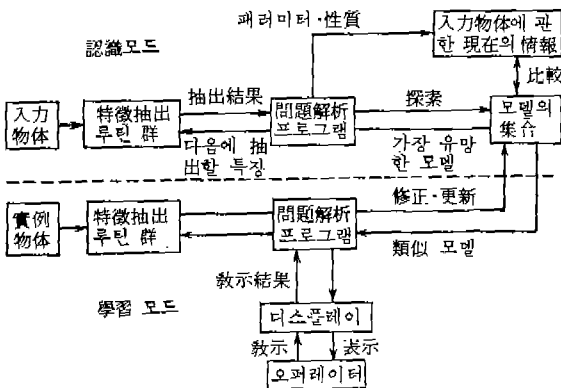 認識모드
패러미터·性質
入力物体에 관
한 現在의 情報
比較
入力
物体
特徵抽出
루틴 群
抽出結果
다음에 抽
出할 특징
問題解析
프로그램
探素
가장 유망
한 모델
모델의
集合
實例
物体
特徵抽出
루틴 群
問題解析
프로그램
修正·更新
類似 모델
敎示結果
學習 모드
디스플레이
敎示
表示
오퍼레이터